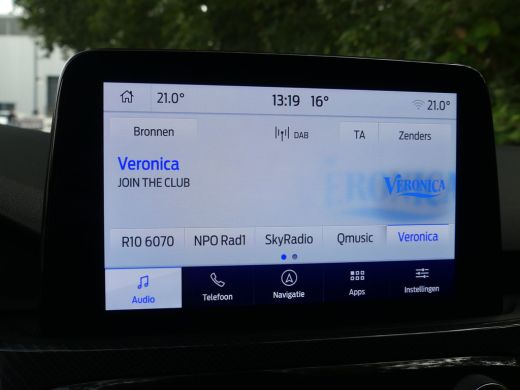 21.0° 13:19 16° 21.0°
Bronnen DAB TA Zenders
Veronica
JOIN THE CLUB
VERONICA
VERONICA
R10 6070 NPO Rad1 SkyRadio Qmusic Veronica
Audio Telefoon Navigatie Apps Instellingen